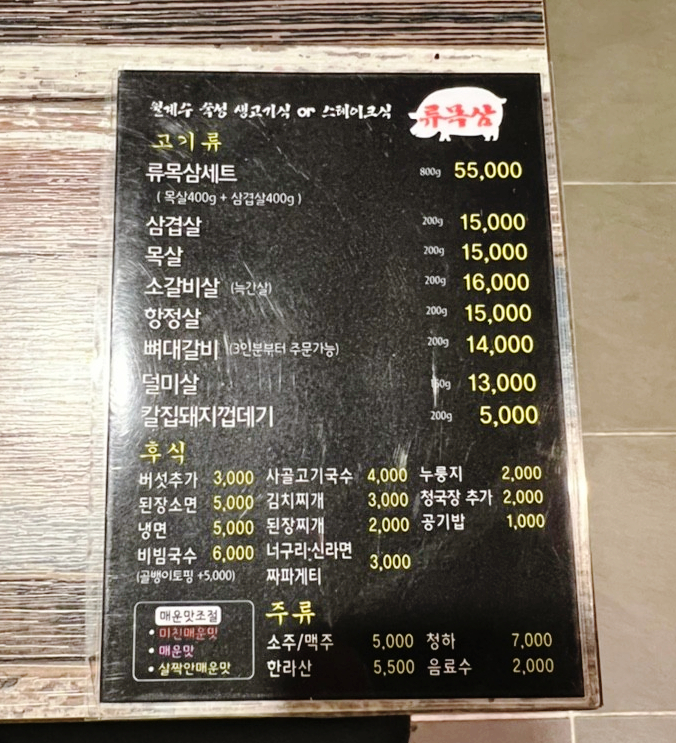 월계수 숙성 생고기식 or 스테이크식
류목삼
고기류
류목삼세트 800g 55,000
( 목살400g + 삼겹살400g )
삼겹살 200g 15,000
목살 200g 15,000
소갈비살 (늑간살) 200g 16,000
항정살 200g 15,000
뼈대갈비 (3인분부터 주문가능) 200g 14,000
덜미살 150g 13,000
칼집돼지껍데기 200g 5,000
후식
버섯추가 3,000 사골고기국수 4,000 누룽지 2,000
된장소면 5,000 김치찌개 3,000 청국장 추가 2,000
냉면 5,000 된장찌개 2,000 공기밥 1,000
비빔국수 6,000 너구리·신라면
(골뱅이토핑 +5,000) 짜파게티 3,000
매운맛조절
• 미친매운맛
• 매운맛
• 살짝안매운맛
주류
소주/맥주 5,000 청하 7,000
한라산 5,500 음료수 2,000